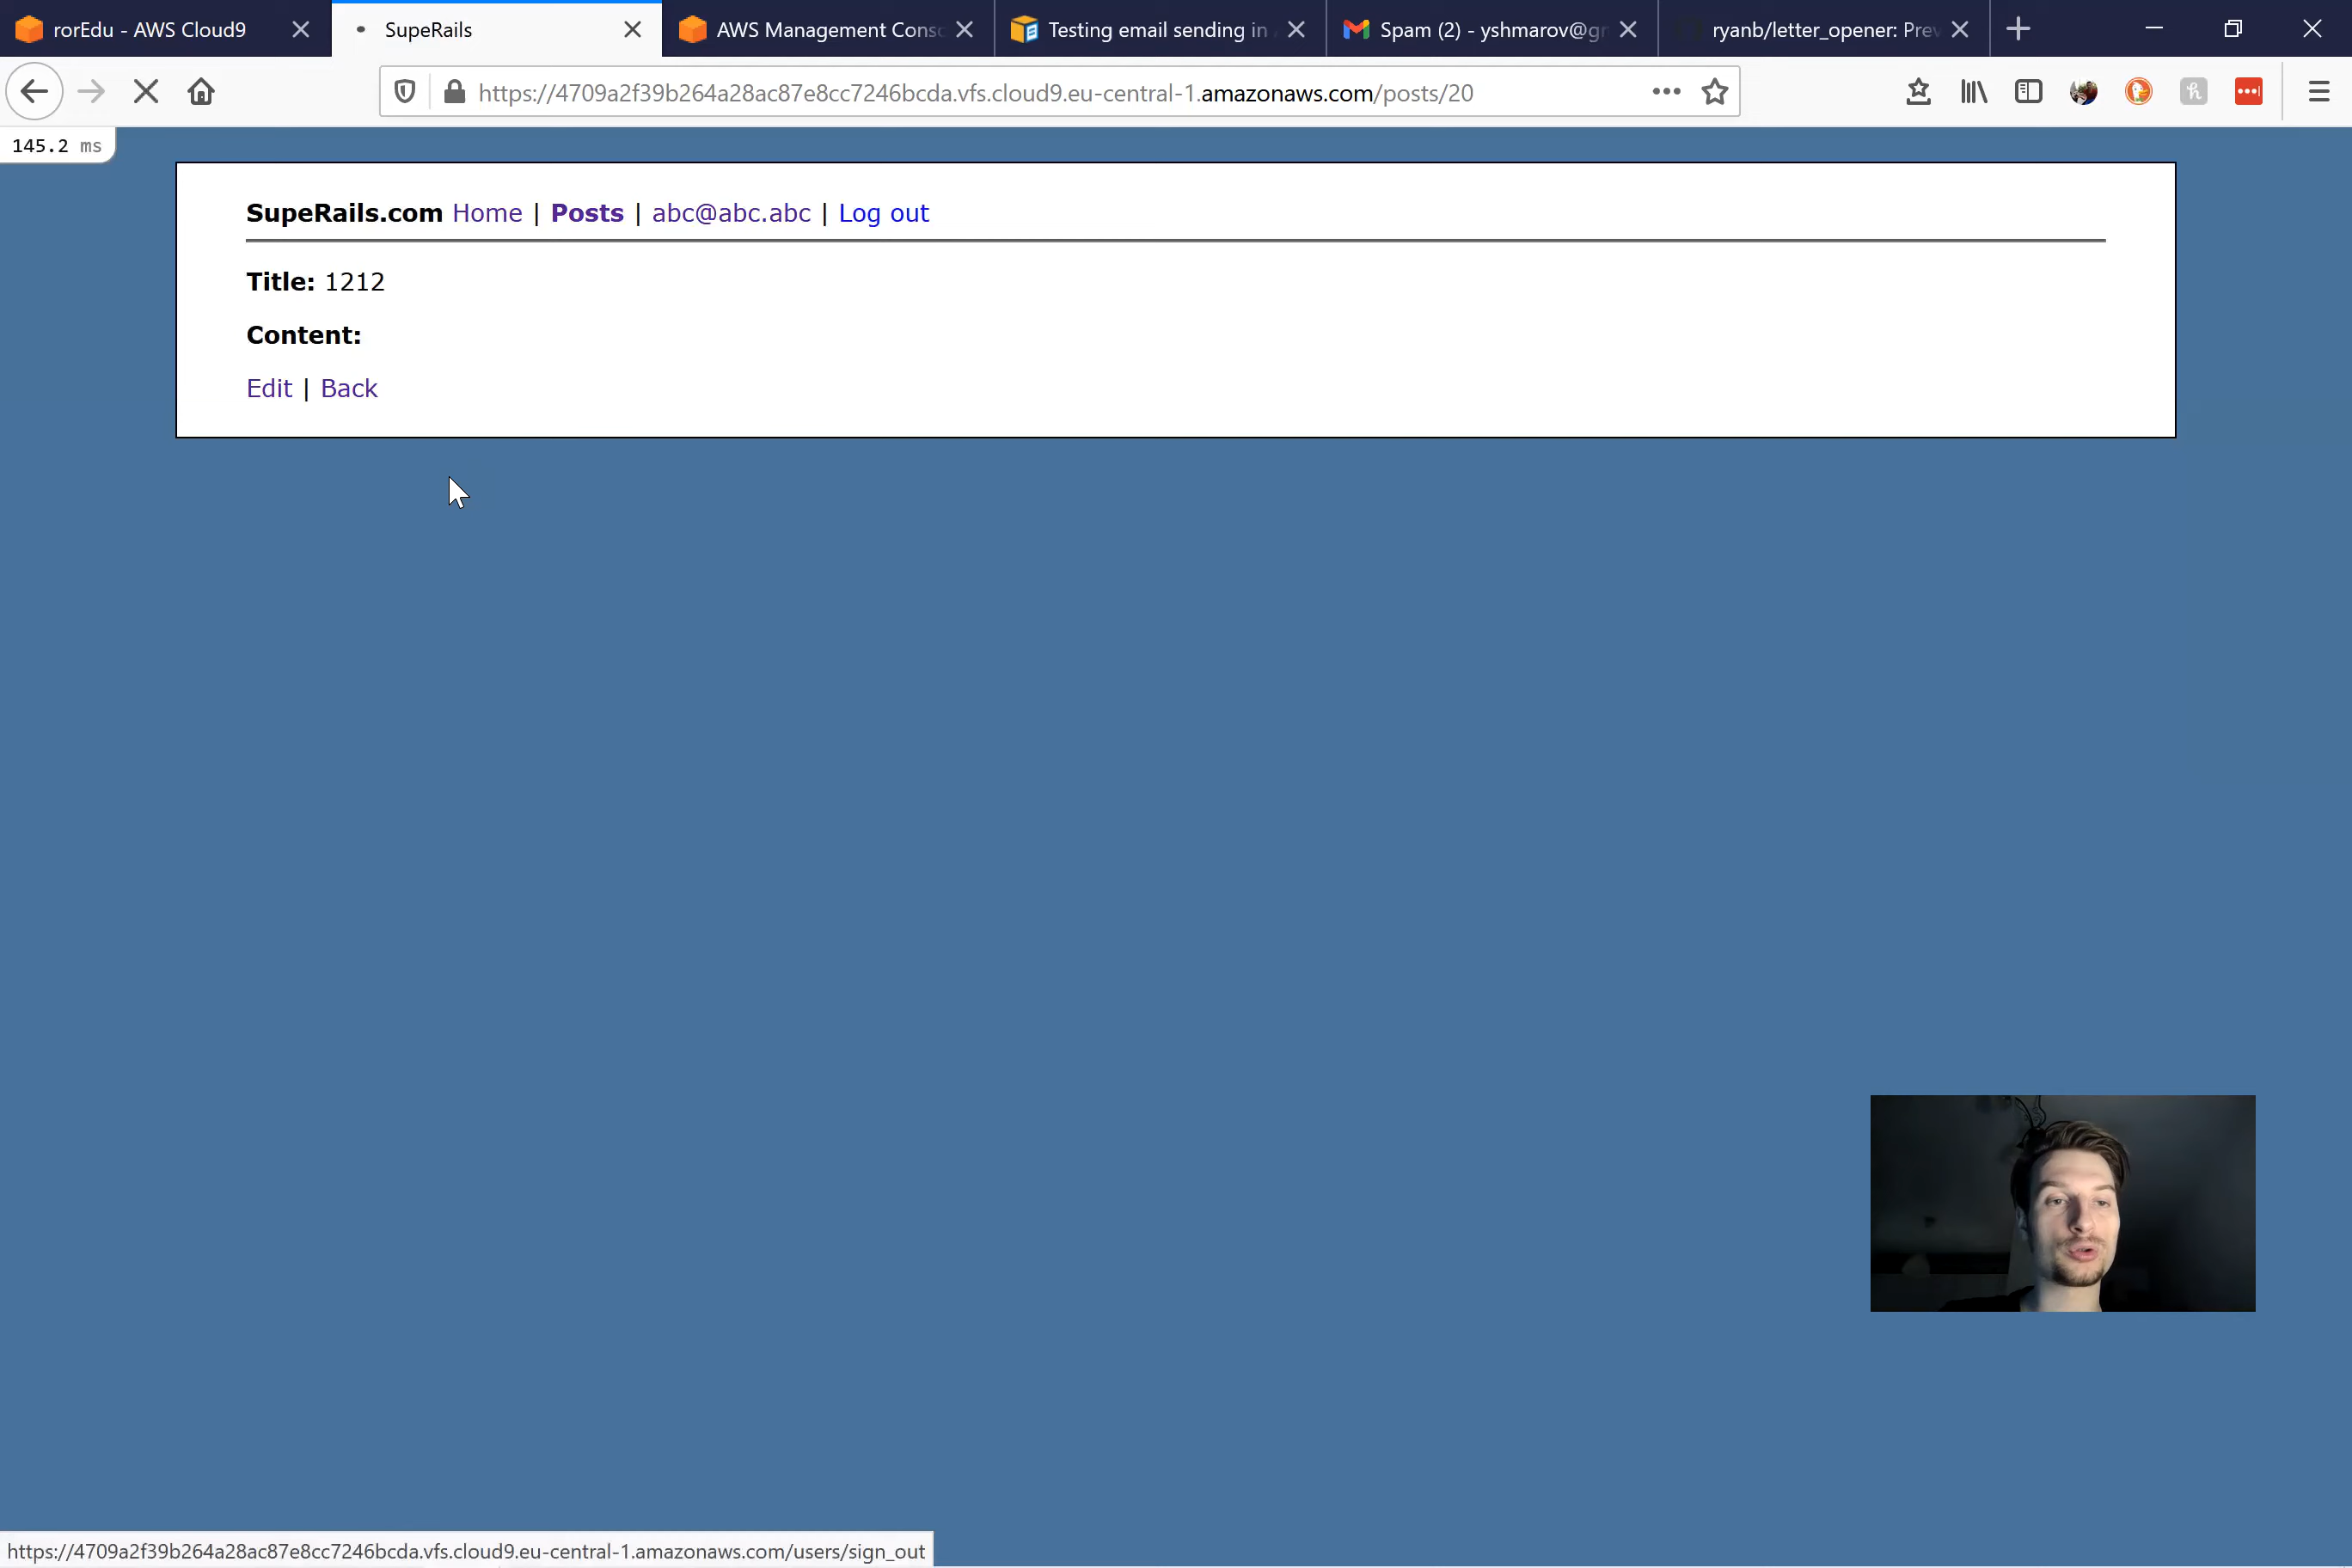 rorEdu - AWS Cloud9
SupeRails
AWS Management Cons
Testing email sending in
Spam (2) - yshmarov@g
ryanb/letter_opener: Prev
https://4709a2f39b264a28ac87e8cc7246bcda.vfs.cloud9.eu-central-1.amazonaws.com/posts/20
145.2 ms
SupeRails.com Home | Posts | abc@abc.abc | Log out
Title: 1212
Content:
Edit | Back
https://4709a2f39b264a28ac87e8cc7246bcda.vfs.cloud9.eu-central-1.amazonaws.com/users/sign_out